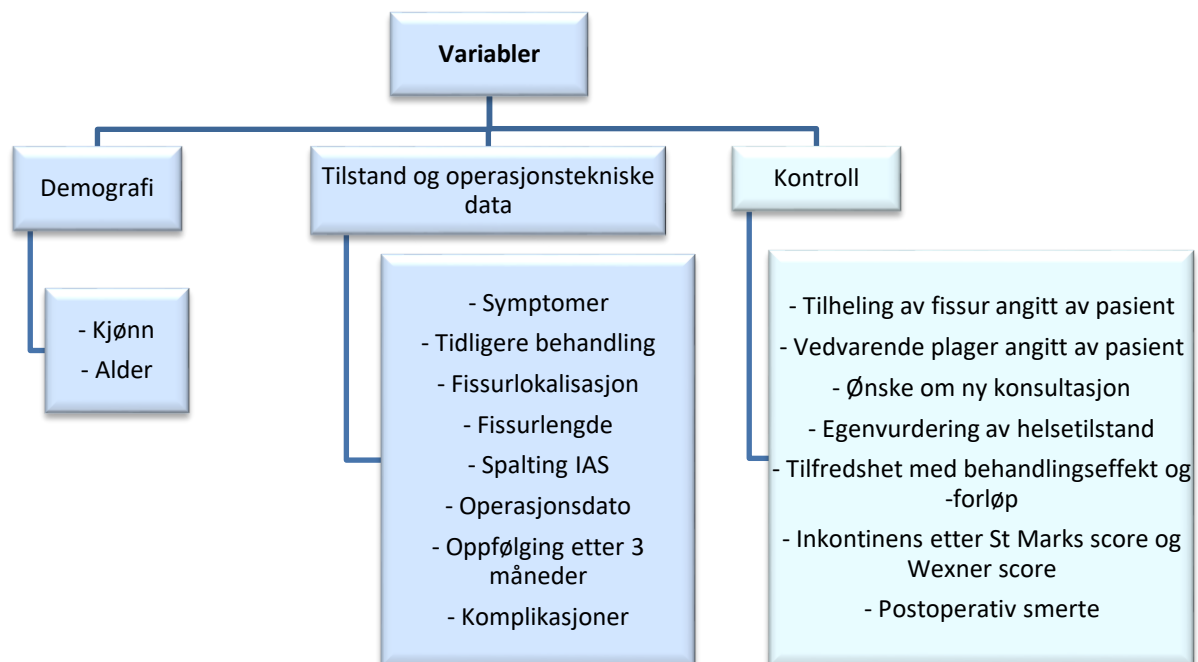 Variabler
Demografi
- Kjønn
- Alder
Tilstand og operasjonstekniske
data
- Symptomer
- Tidligere behandling
- Fissurlokalisasjon
- Fissurlengde
- Spalting IAS
- Operasjonsdato
- Oppfølging etter 3
måneder
- Komplikasjoner
Kontroll
- Tilheling av fissur angitt av pasient
- Vedvarende plager angitt av pasient
- Ønske om ny konsultasjon
- Egenvurdering av helsetilstand
- Tilfredshet med behandlingseffekt og
-forløp
- Inkontinens etter St Marks score og
Wexner score
- Postoperativ smerte